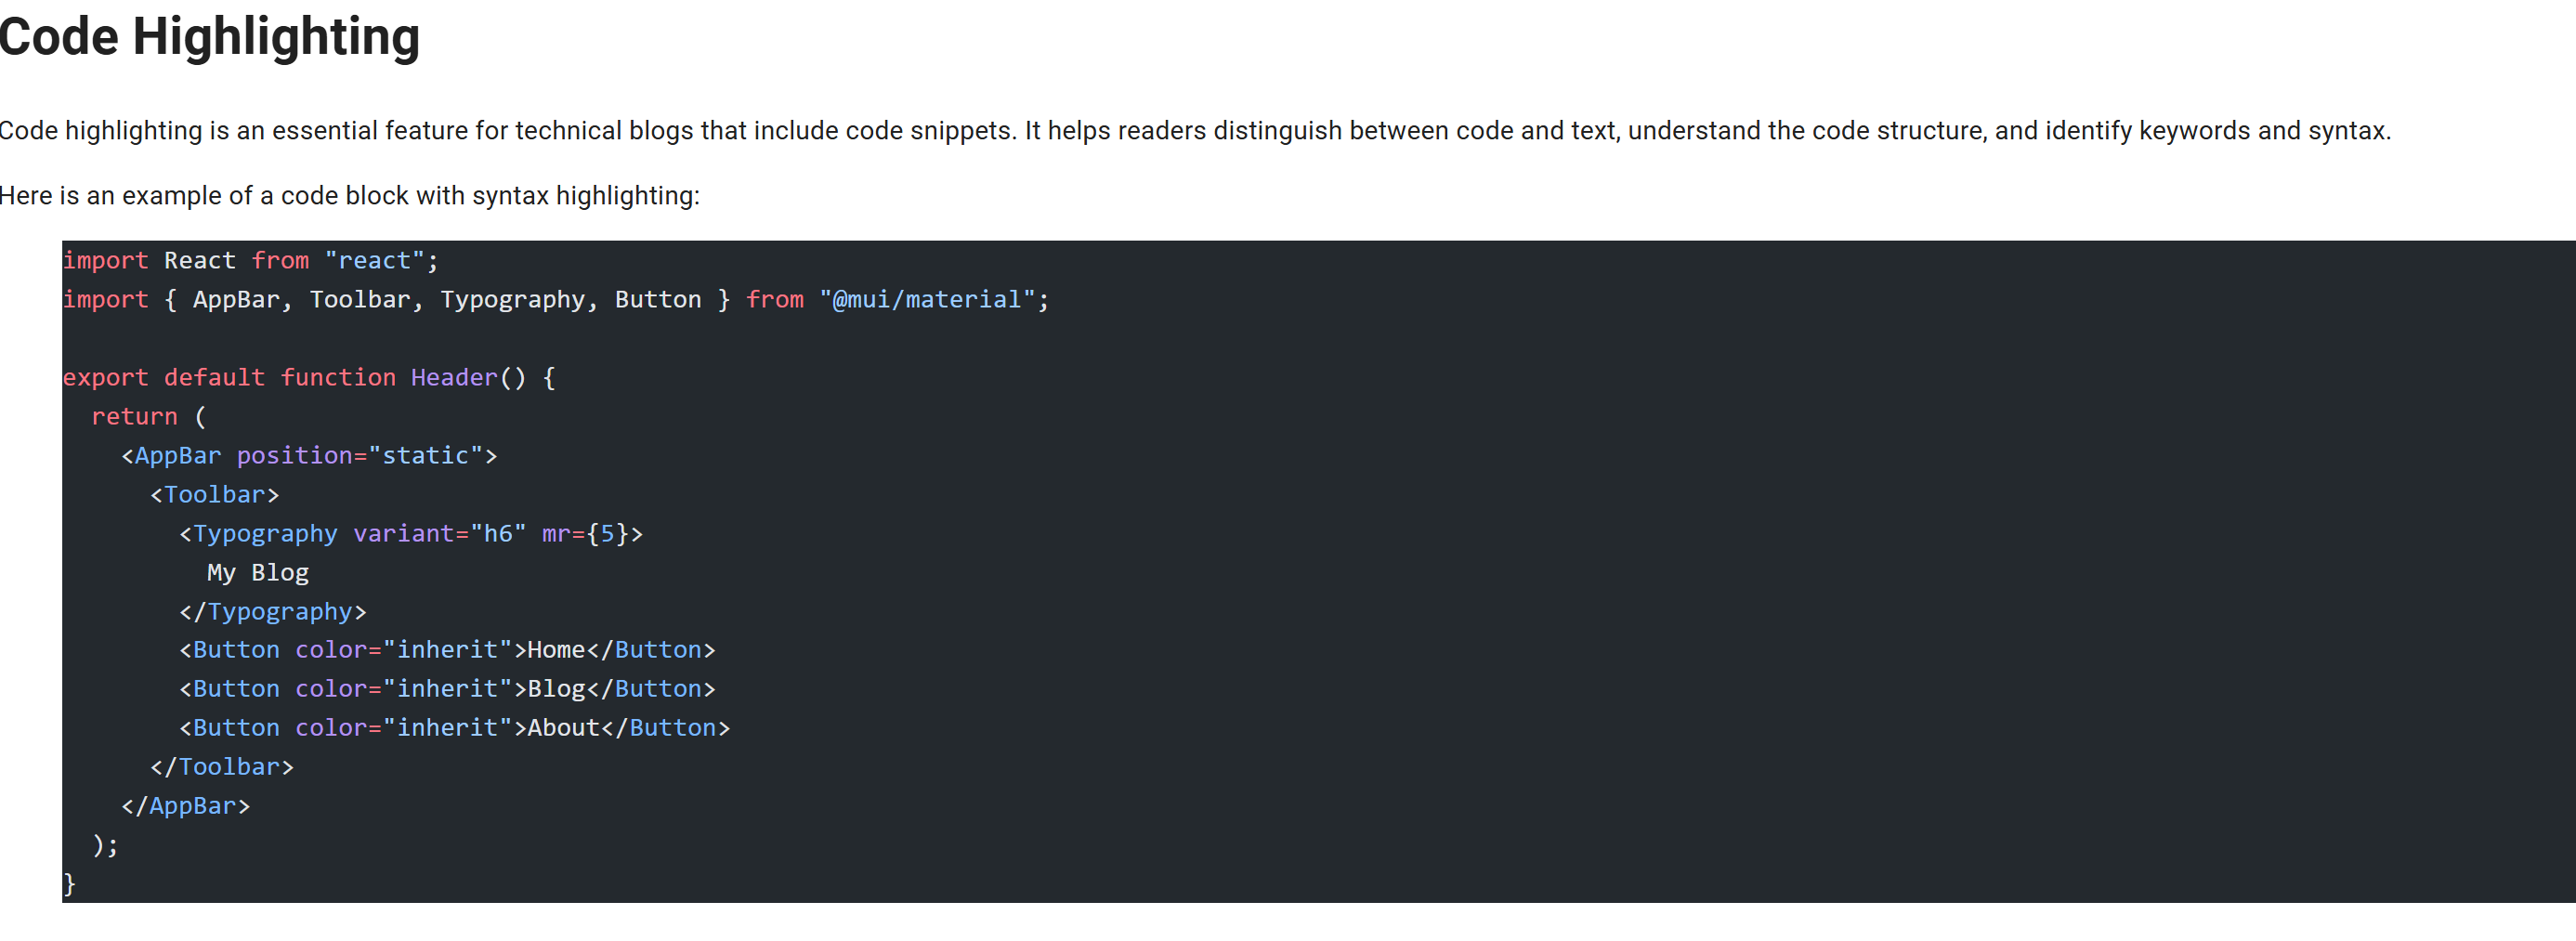 Code Highlighting
Code highlighting is an essential feature for technical blogs that include code snippets. It helps readers distinguish between code and text, understand the code structure, and identify keywords and syntax.
Here is an example of a code block with syntax highlighting:
import React from "react";
import { AppBar, Toolbar, Typography, Button } from "@mui/material";

export default function Header() {
  return (
    <AppBar position="static">
      <Toolbar>
        <Typography variant="h6" mr={5}>
          My Blog
        </Typography>
        <Button color="inherit">Home</Button>
        <Button color="inherit">Blog</Button>
        <Button color="inherit">About</Button>
      </Toolbar>
    </AppBar>
  );
}